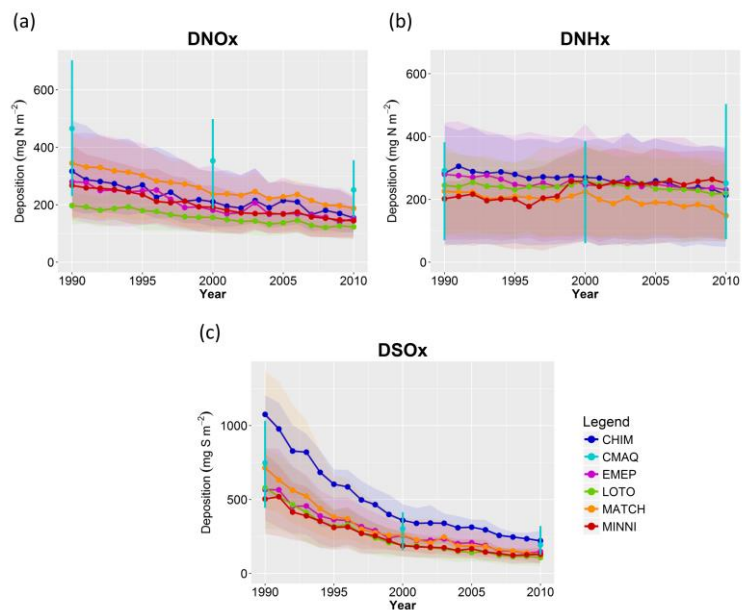 (a)
DNOx
Deposition (mg N m⁻²)
600
400
200
0
1990
1995
2000
2005
2010
Year
(b)
DNHx
Deposition (mg N m⁻²)
600
400
200
0
1990
1995
2000
2005
2010
Year
(c)
DSOx
Deposition (mg S m⁻²)
1000
500
0
1990
1995
2000
2005
2010
Year
Legend
CHIM
CMAQ
EMEP
LOTO
MATCH
MINNI